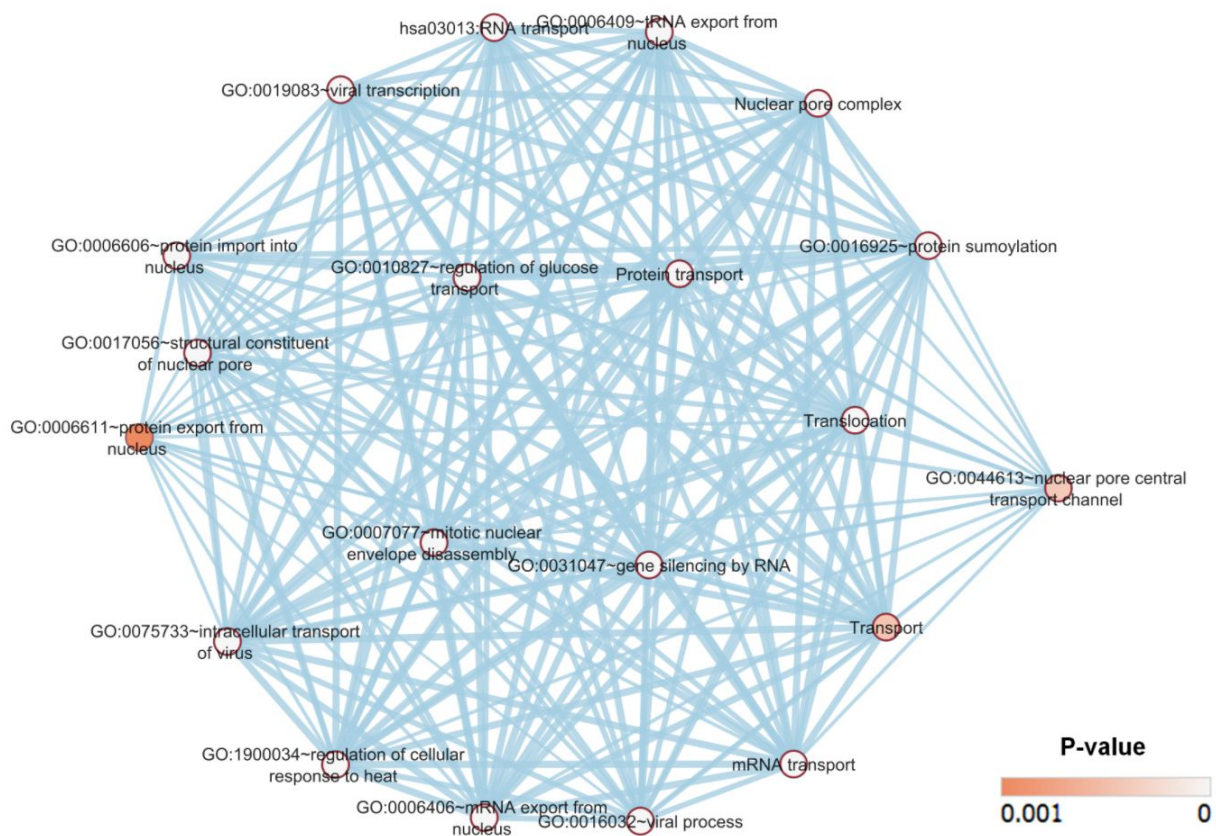 hsa03013:RNA transport
GO:0006409~tRNA export from
nucleus
GO:0019083~viral transcription
Nuclear pore complex
GO:0006606~protein import into
nucleus
GO:0010827~regulation of glucose
transport
Protein transport
GO:0016925~protein sumoylation
GO:0017056~structural constituent
of nuclear pore
GO:0006611~protein export from
nucleus
Translocation
GO:0044613~nuclear pore central
transport channel
GO:0007077~mitotic nuclear
envelope disassembly
GO:0031047~gene silencing by RNA
GO:0075733~intracellular transport
of virus
Transport
GO:1900034~regulation of cellular
response to heat
mRNA transport
GO:0006406~mRNA export from
nucleus
GO:0016032~viral process
P-value
0.001 0